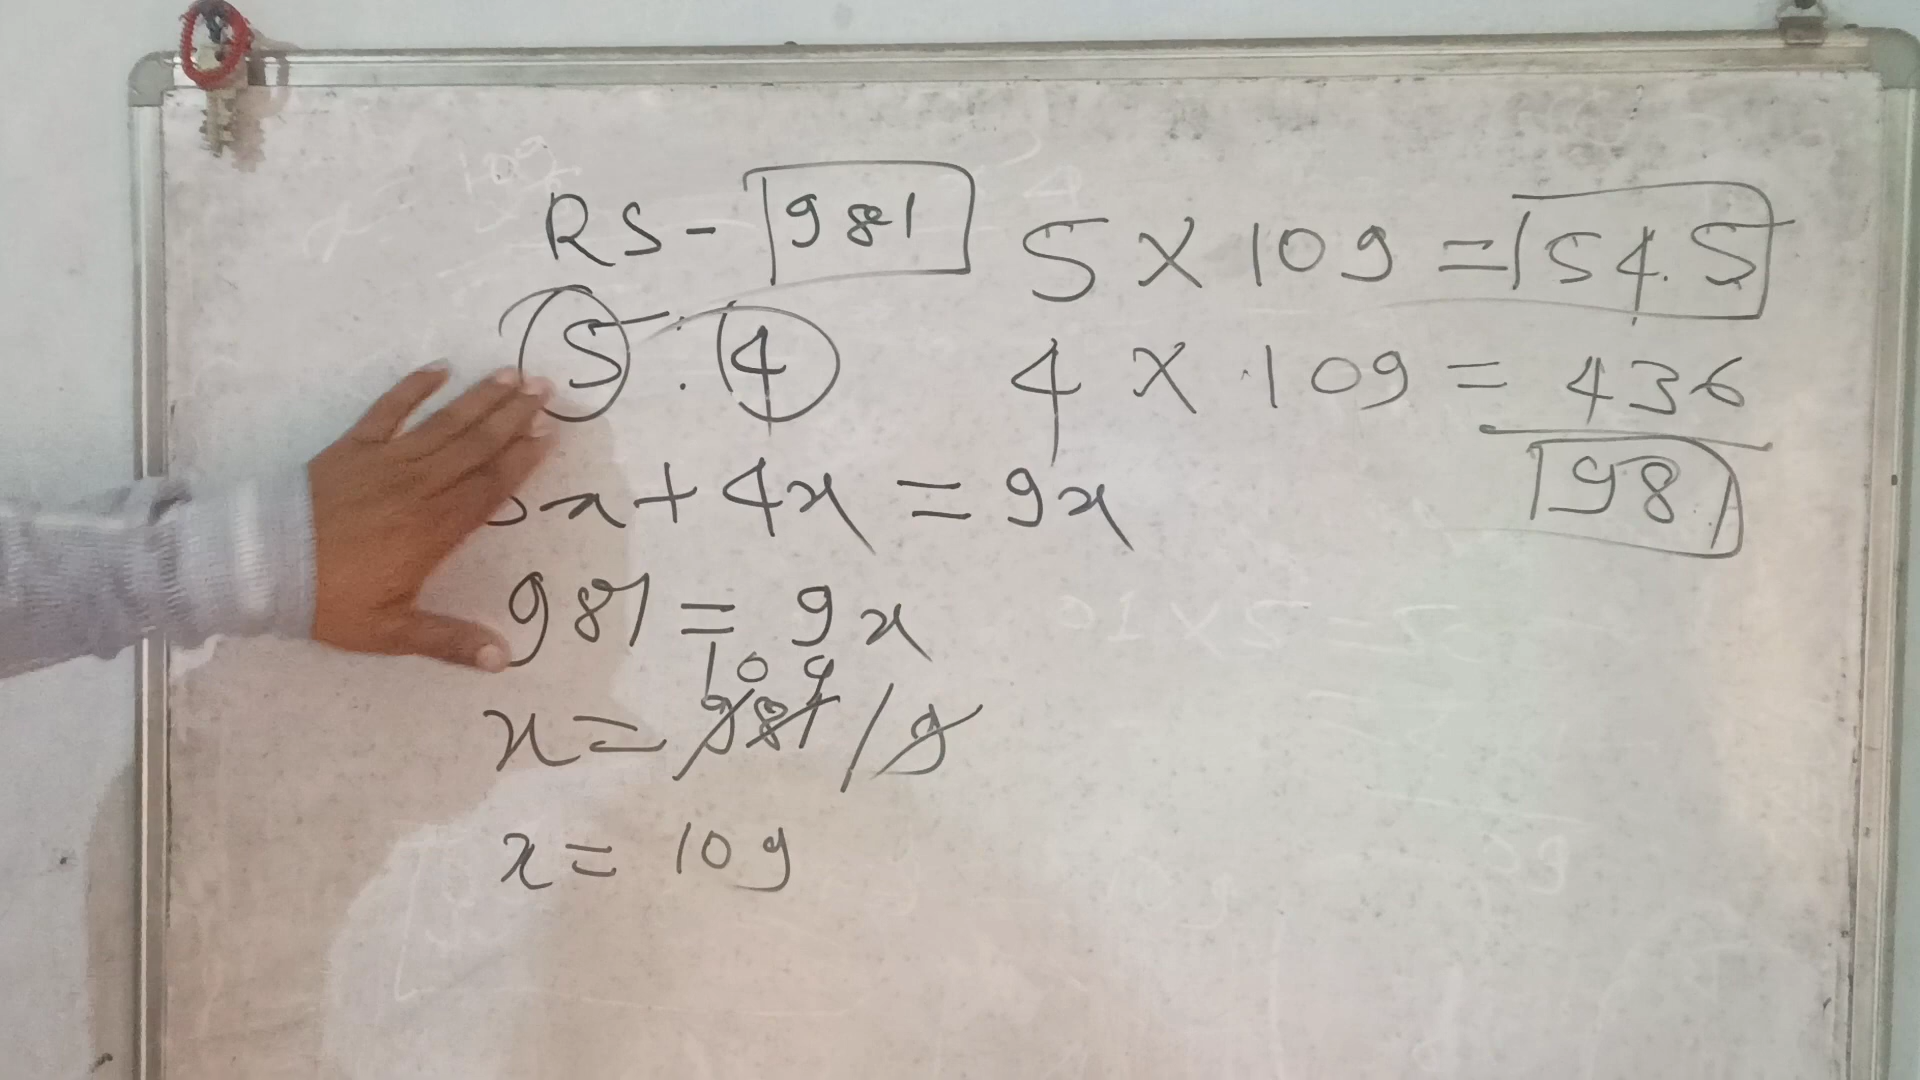 RS - 981
5 : 4
5x + 4x = 9x
981 = 9x
109
x = 981 / 9
x = 109
5 X 109 = 545
4 X 109 = 436
981